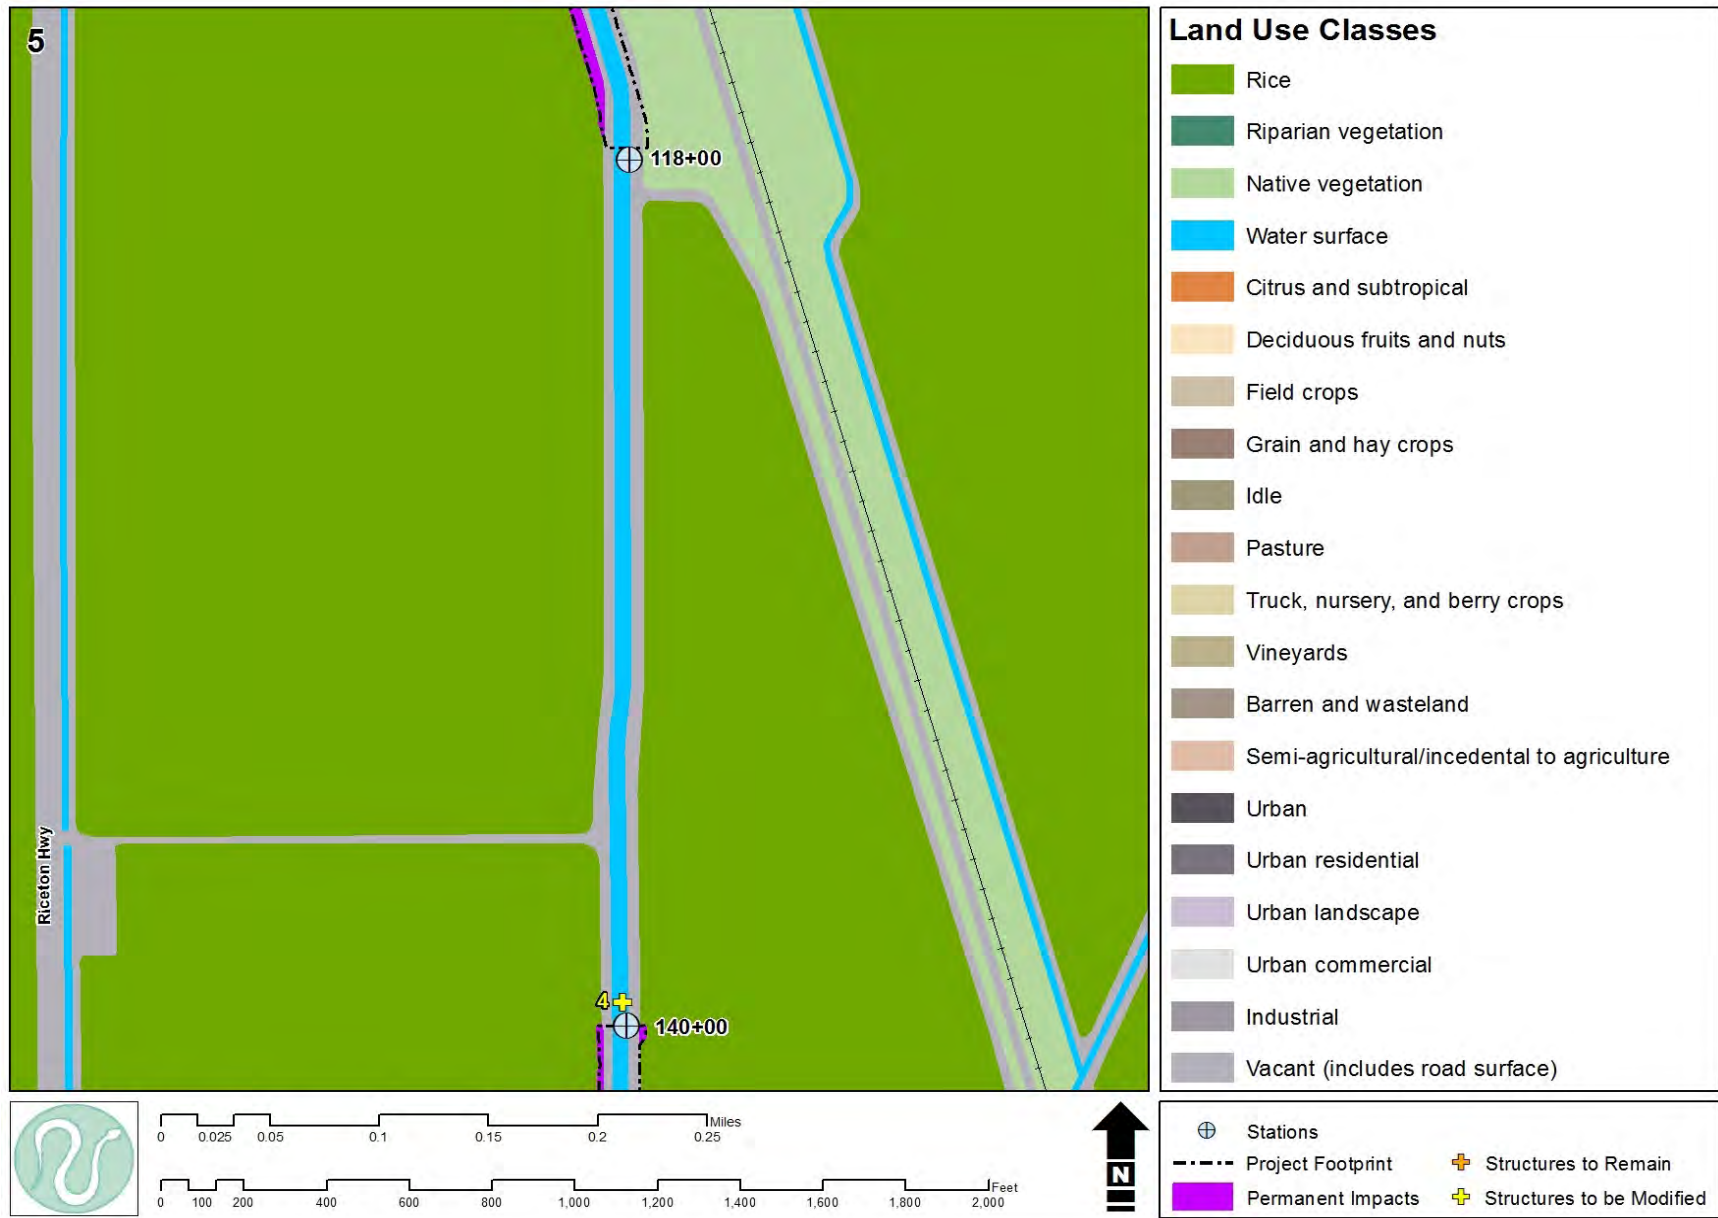 5
118+00
Riceton Hwy
4
140+00
Land Use Classes
Rice
Riparian vegetation
Native vegetation
Water surface
Citrus and subtropical
Deciduous fruits and nuts
Field crops
Grain and hay crops
Idle
Pasture
Truck, nursery, and berry crops
Vineyards
Barren and wasteland
Semi-agricultural/incedental to agriculture
Urban
Urban residential
Urban landscape
Urban commercial
Industrial
Vacant (includes road surface)
Miles
0 0.025 0.05 0.1 0.15 0.2 0.25
Feet
0 100 200 400 600 800 1,000 1,200 1,400 1,600 1,800 2,000
N
Stations
Project Footprint
Structures to Remain
Permanent Impacts
Structures to be Modified